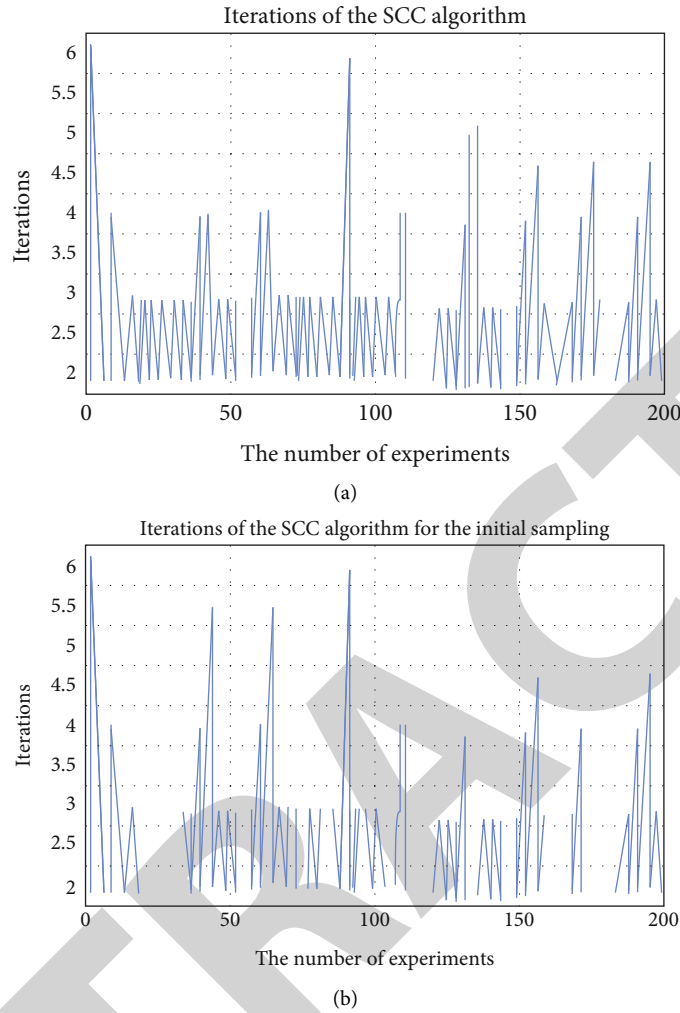 Iterations of the SCC algorithm
6
5.5
5
4.5
4
3.5
3
2.5
2
Iterations
0 50 100 150 200
The number of experiments
(a)
Iterations of the SCC algorithm for the initial sampling
6
5.5
5
4.5
4
3.5
3
2.5
2
Iterations
0 50 100 150 200
The number of experiments
(b)
TRACT